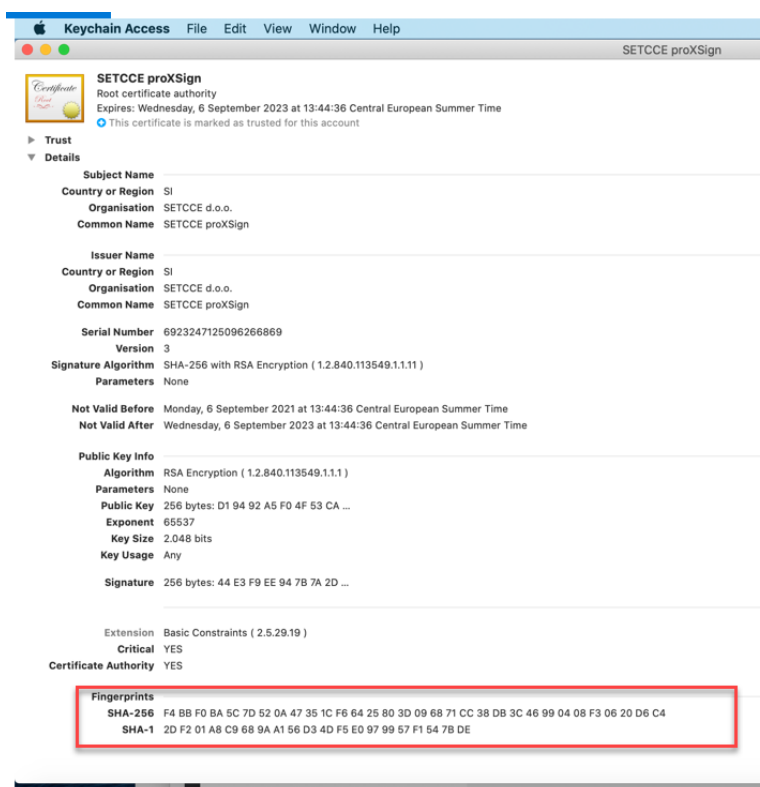 Keychain Access File Edit View Window Help
SETCCE proXSign
Certificate
Root
SETCCE proXSign
Root certificate authority
Expires: Wednesday, 6 September 2023 at 13:44:36 Central European Summer Time
This certificate is marked as trusted for this account
Trust
Details
Subject Name
Country or Region SI
Organisation SETCCE d.o.o.
Common Name SETCCE proXSign
Issuer Name
Country or Region SI
Organisation SETCCE d.o.o.
Common Name SETCCE proXSign
Serial Number 6923247125096266869
Version 3
Signature Algorithm SHA-256 with RSA Encryption ( 1.2.840.113549.1.1.11 )
Parameters None
Not Valid Before Monday, 6 September 2021 at 13:44:36 Central European Summer Time
Not Valid After Wednesday, 6 September 2023 at 13:44:36 Central European Summer Time
Public Key Info
Algorithm RSA Encryption ( 1.2.840.113549.1.1.1 )
Parameters None
Public Key 256 bytes: D1 94 92 A5 F0 4F 53 CA ...
Exponent 65537
Key Size 2.048 bits
Key Usage Any
Signature 256 bytes: 44 E3 F9 EE 94 7B 7A 2D ...
Extension Basic Constraints ( 2.5.29.19 )
Critical YES
Certificate Authority YES
Fingerprints
SHA-256 F4 BB F0 BA 5C 7D 52 0A 47 35 1C F6 64 25 80 3D 09 68 71 CC 38 DB 3C 46 99 04 08 F3 06 20 D6 C4
SHA-1 2D F2 01 A8 C9 68 9A A1 56 D3 4D F5 E0 97 99 57 F1 54 7B DE